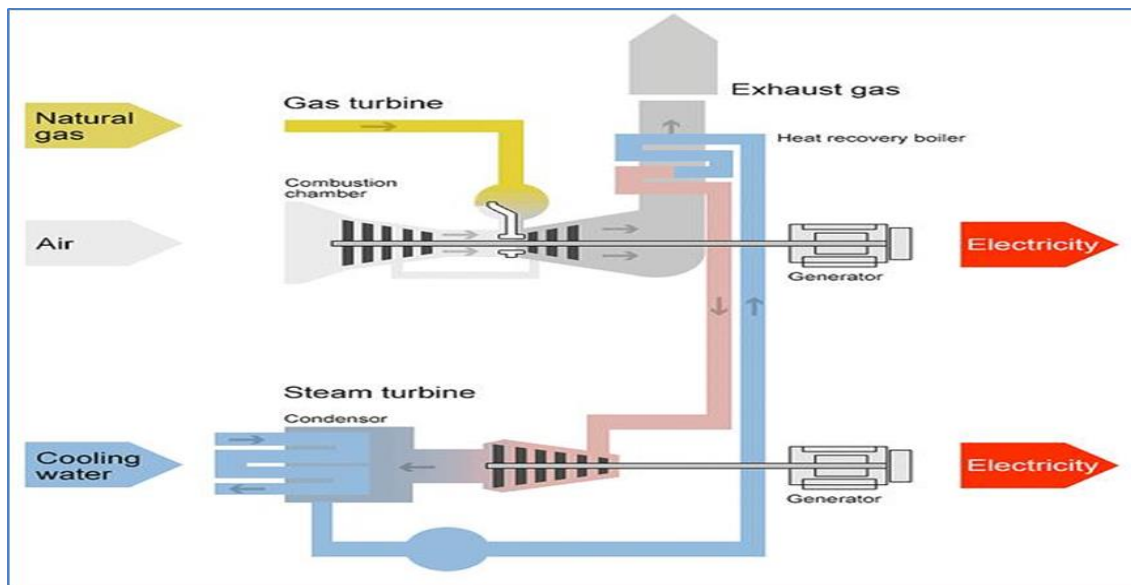 Natural
gas
Gas turbine
Exhaust gas
Heat recovery boiler
Combustion
chamber
Air
Generator
Electricity
Steam turbine
Condensor
Cooling
water
Generator
Electricity